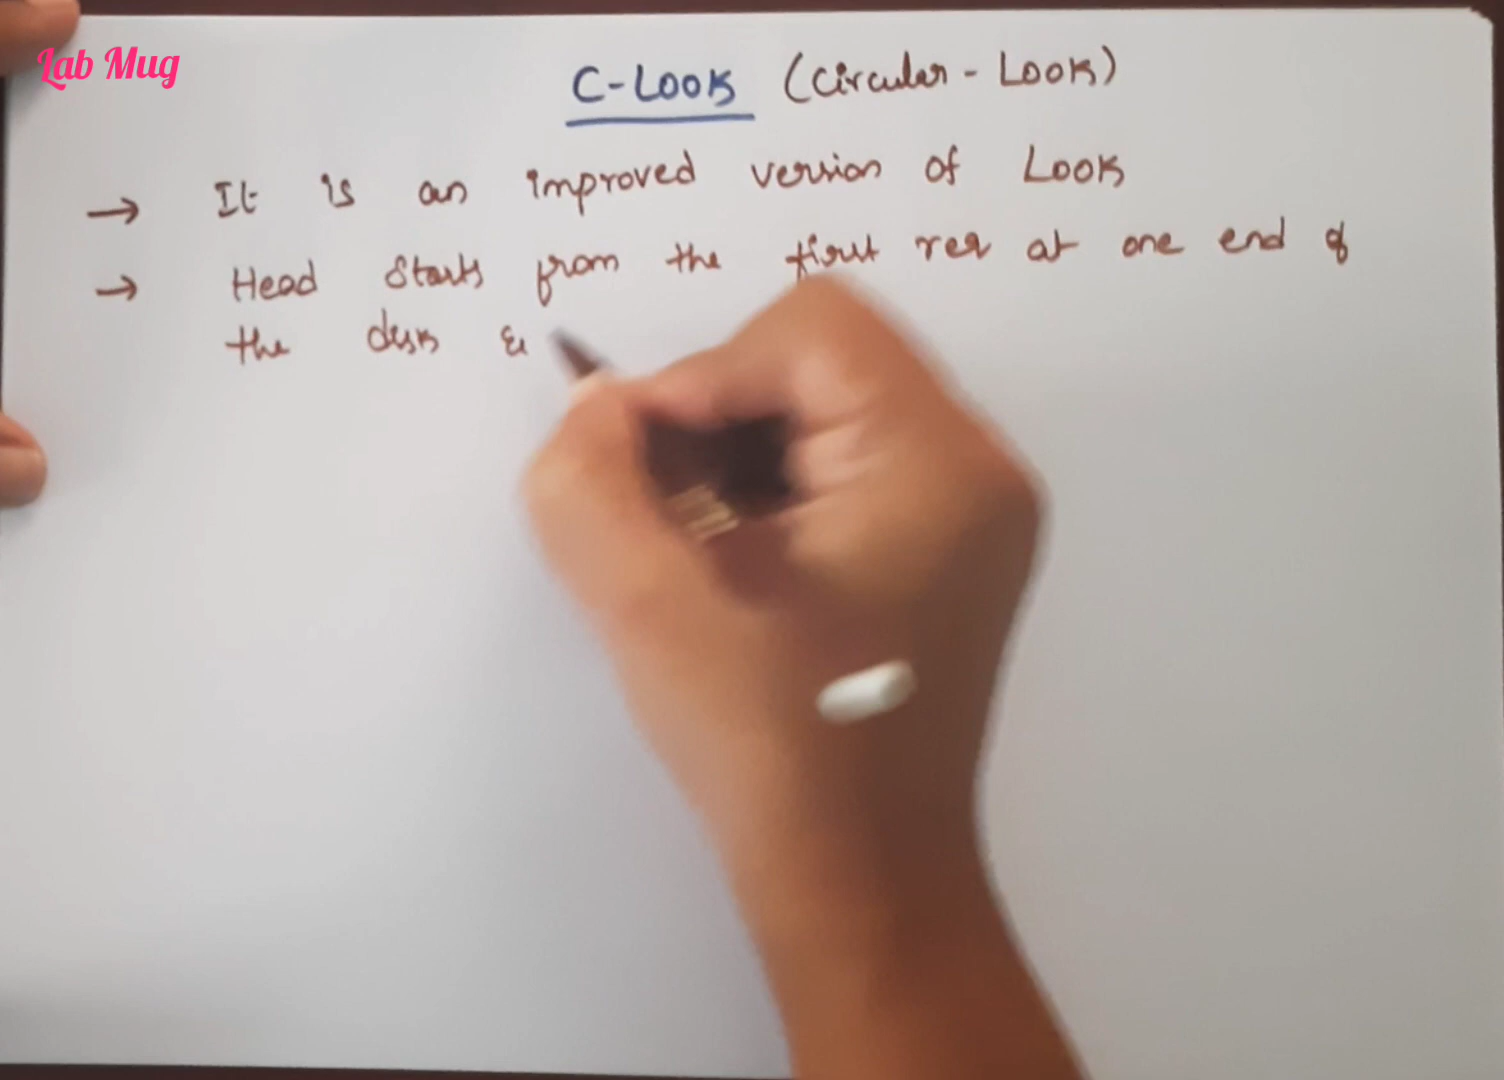 Lab Mug
C-LOOK (Circular - LOOK)
→ It is an improved version of LOOK
→ Head starts from the first req at one end of
the disk &